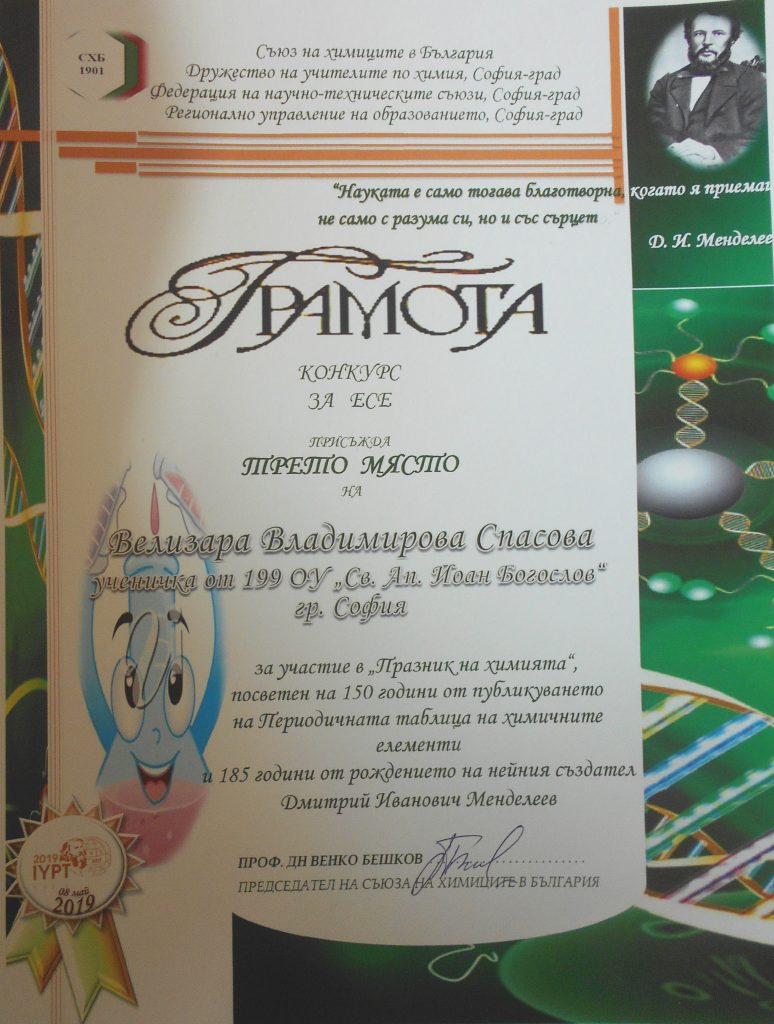 СХБ
1901
Съюз на химиците в България
Дружество на учителите по химия, София-град
Федерация на научно-техническите съюзи, София-град
Регионално управление на образованието, София-град
“Науката е само тогава благотворна, когато я приемаш
не само с разума си, но и със сърцет
Д. И. Менделее
ГРАМОТА
КОНКУРС
ЗА ЕСЕ
ПРИСЪЖДА
ТРЕТО МЯСТО
НА
Велизара Владимирова Спасова
ученичка от 199 ОУ „Св. Ап. Йоан Богослов“
гр. София
за участие в „Празник на химията“,
посветен на 150 години от публикуването
на Периодичната таблица на химичните
елементи
и 185 години от рождението на нейния създател
Дмитрий Иванович Менделеев
ПРОФ. ДН ВЕНКО БЕШКОВ
ПРЕДСЕДАТЕЛ НА СЪЮЗА НА ХИМИЦИТЕ В БЪЛГАРИЯ
2019
IYPT
08 май
2019